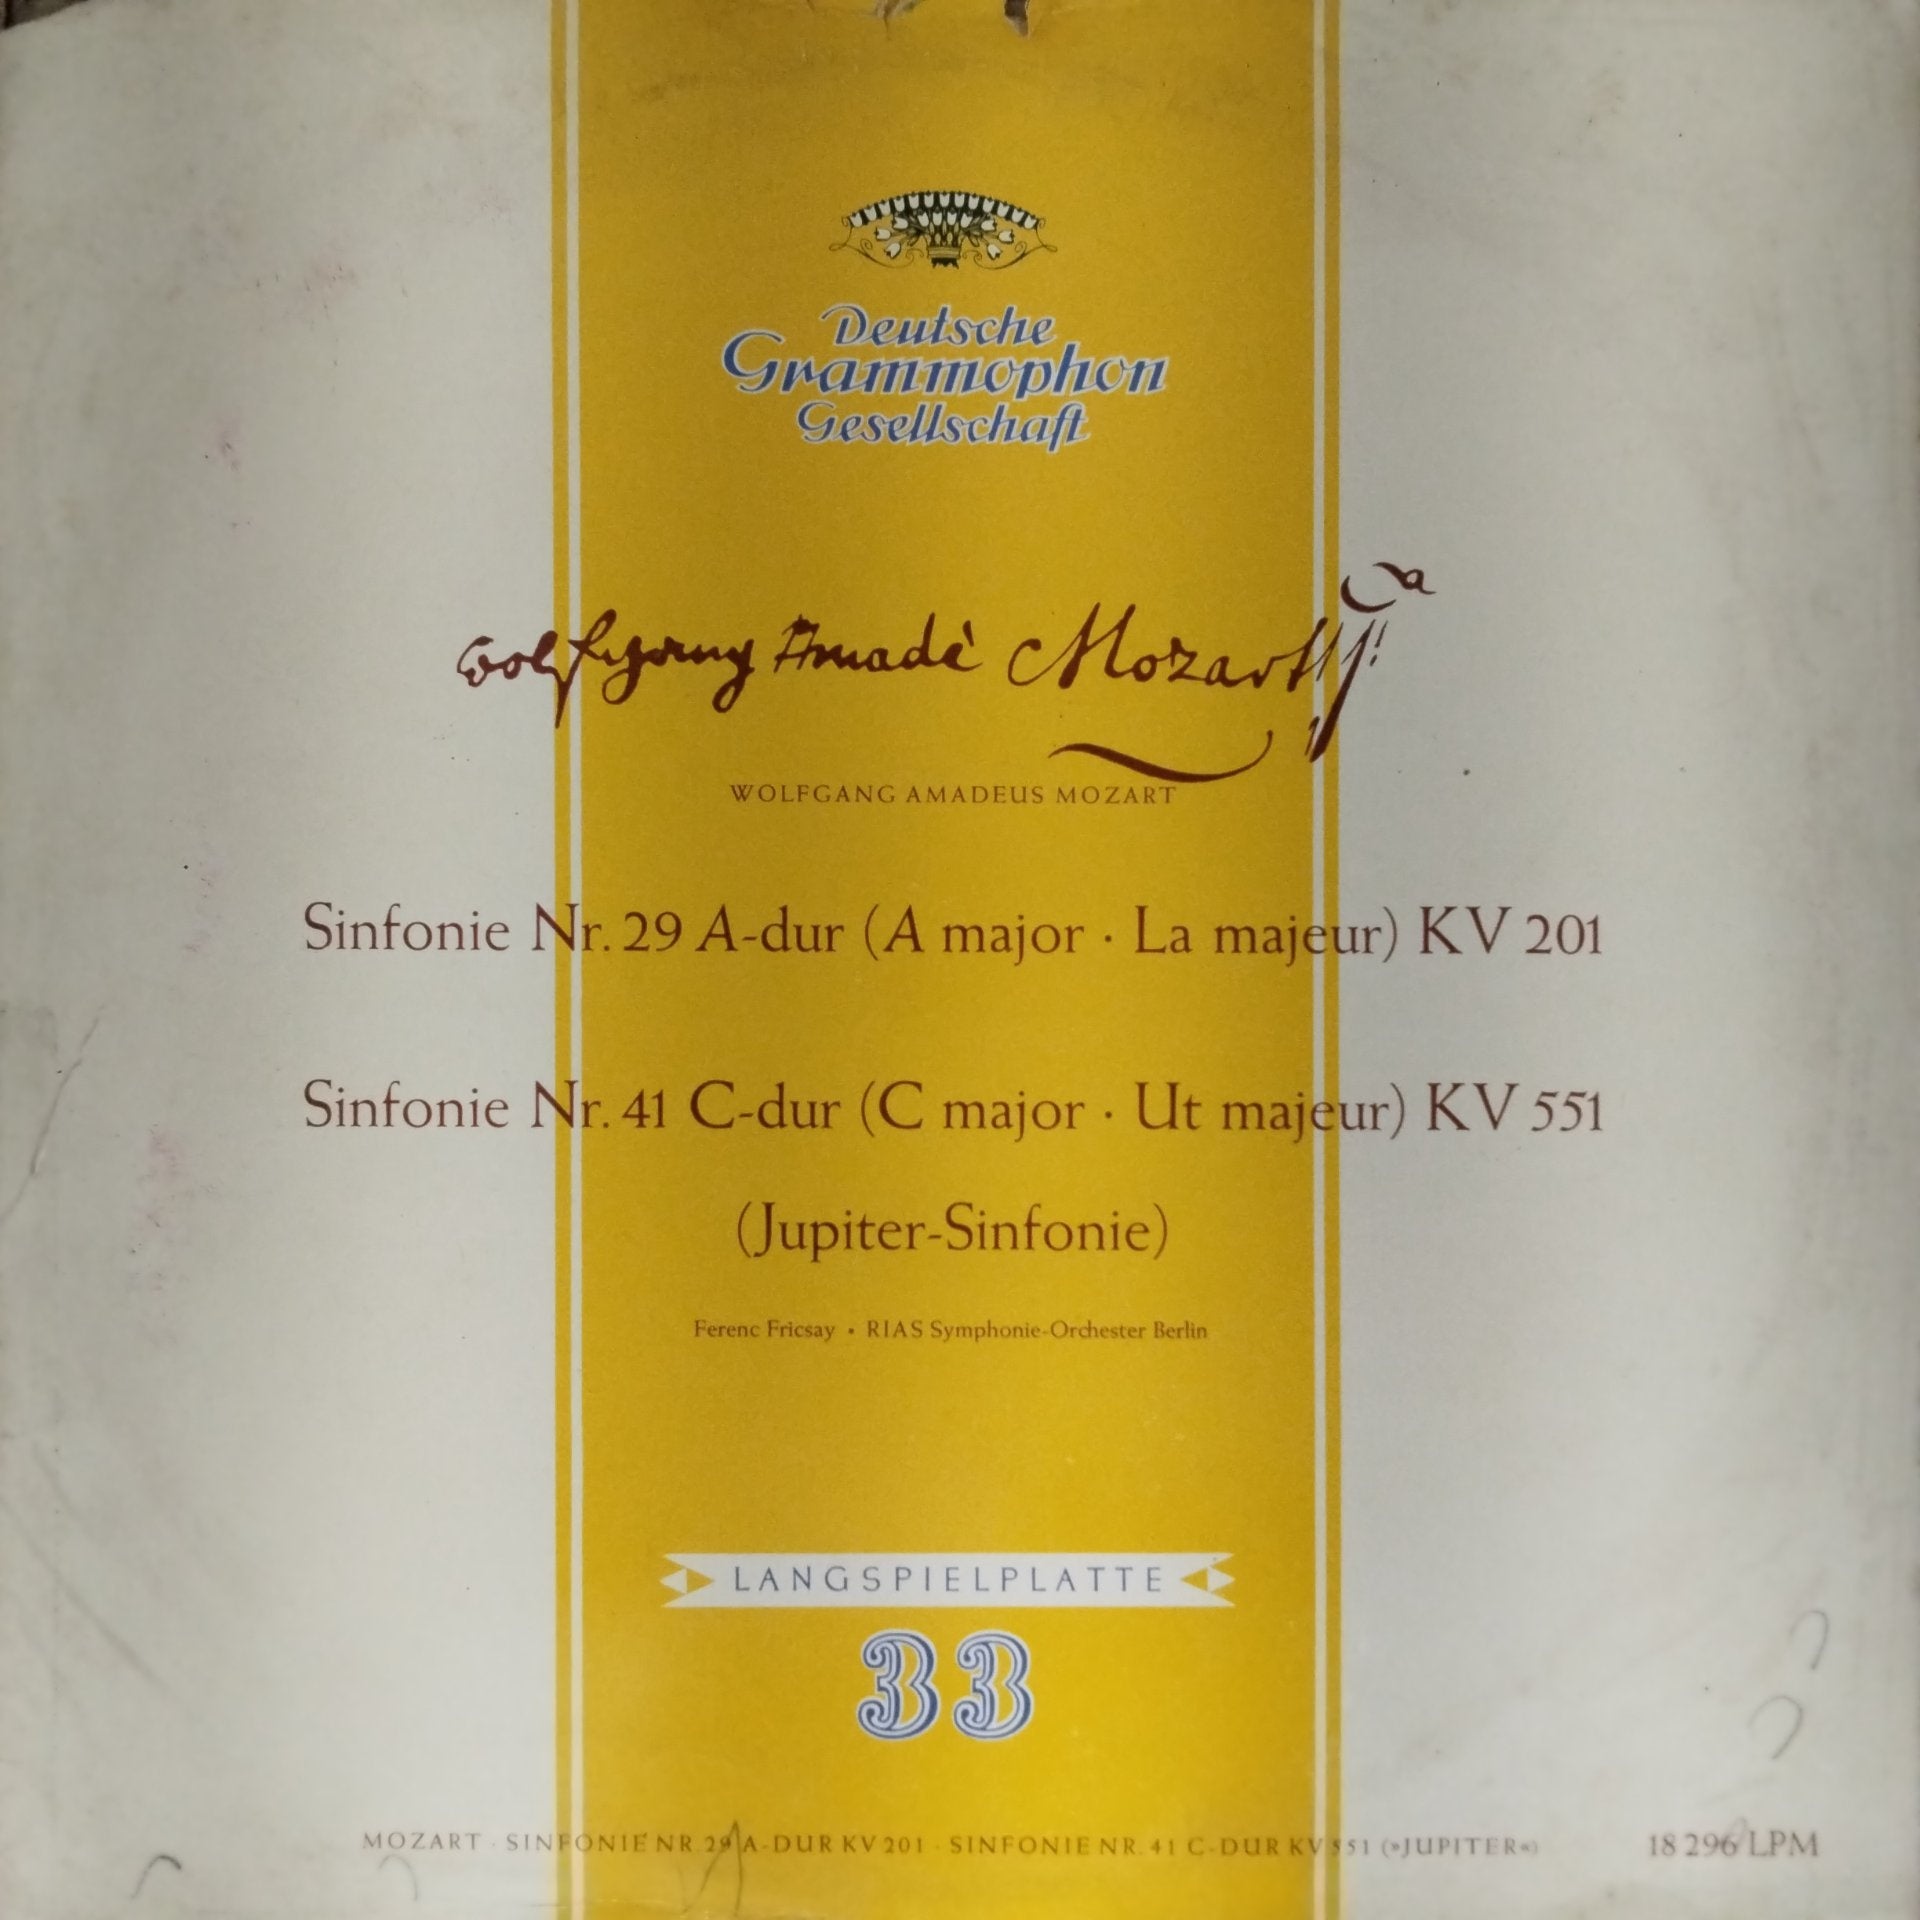 Deutsche
Grammophon
Gesellschaft
Wolfgang Amadè Mozart
WOLFGANG AMADEUS MOZART
Sinfonie Nr. 29 A-dur (A major · La majeur) KV 201
Sinfonie Nr. 41 C-dur (C major · Ut majeur) KV 551
(Jupiter-Sinfonie)
Ferenc Fricsay • RIAS Symphonie-Orchester Berlin
LANGSPIELPLATTE
33
MOZART · SINFONIE NR. 29 A-DUR KV 201 · SINFONIE NR. 41 C-DUR KV 551 (»JUPITER«) 18 296 LPM